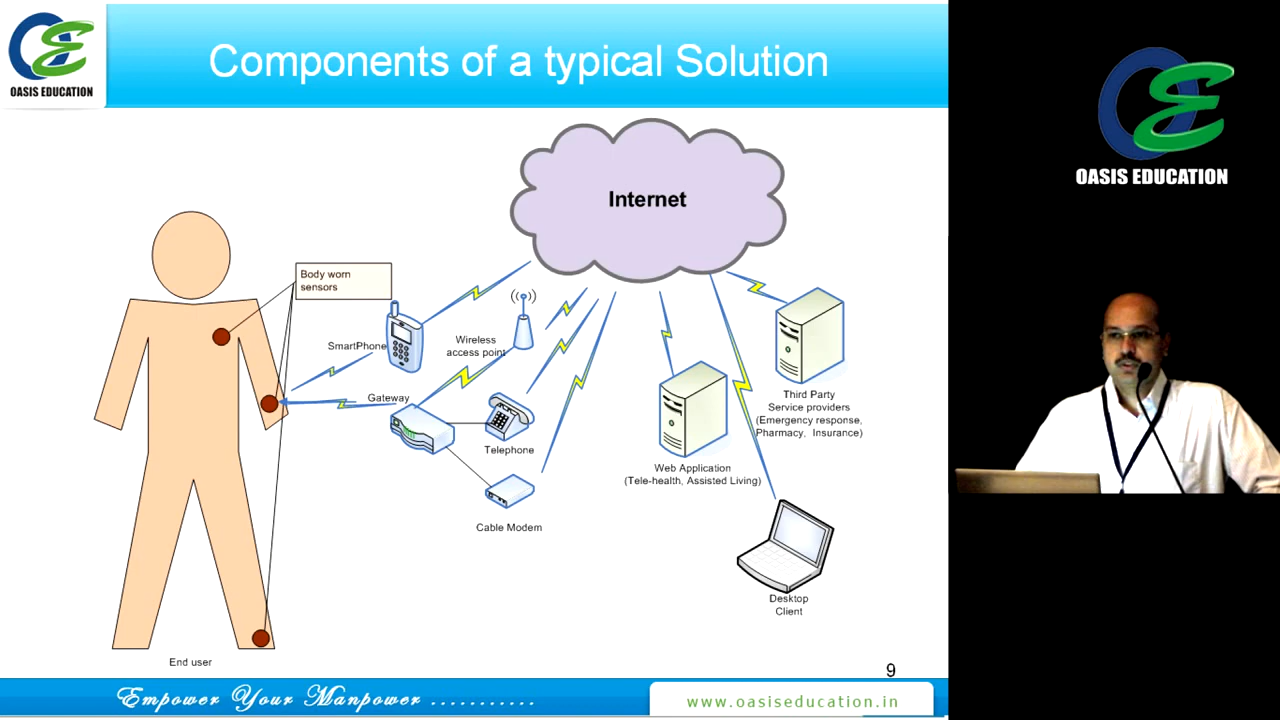 OASIS EDUCATION
Components of a typical Solution
OASIS EDUCATION
Internet
Body worn
sensors
SmartPhone
Wireless
access point
Gateway
Telephone
Cable Modem
Third Party
Service providers
(Emergency response,
Pharmacy, Insurance)
Web Application
(Tele-health, Assisted Living)
Desktop
Client
End user
9
Empower Your Manpower ...........
www.oasiseducation.in